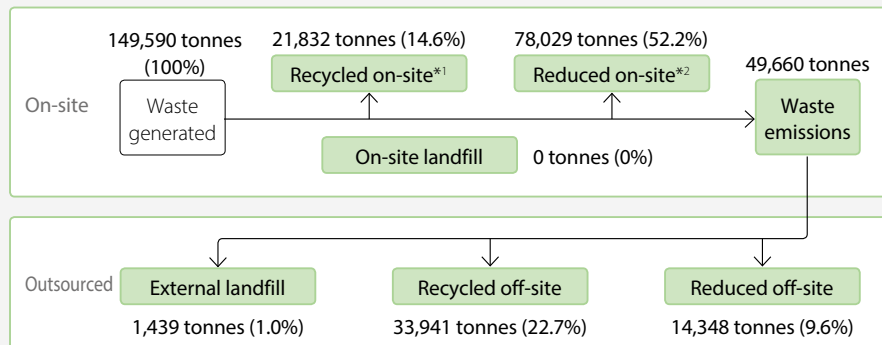 149,590 tonnes
(100%)
21,832 tonnes (14.6%)
78,029 tonnes (52.2%)
49,660 tonnes
On-site
Waste
generated
Recycled on-site*1
Reduced on-site*2
Waste
emissions
On-site landfill
0 tonnes (0%)
Outsourced
External landfill
Recycled off-site
Reduced off-site
1,439 tonnes (1.0%)
33,941 tonnes (22.7%)
14,348 tonnes (9.6%)